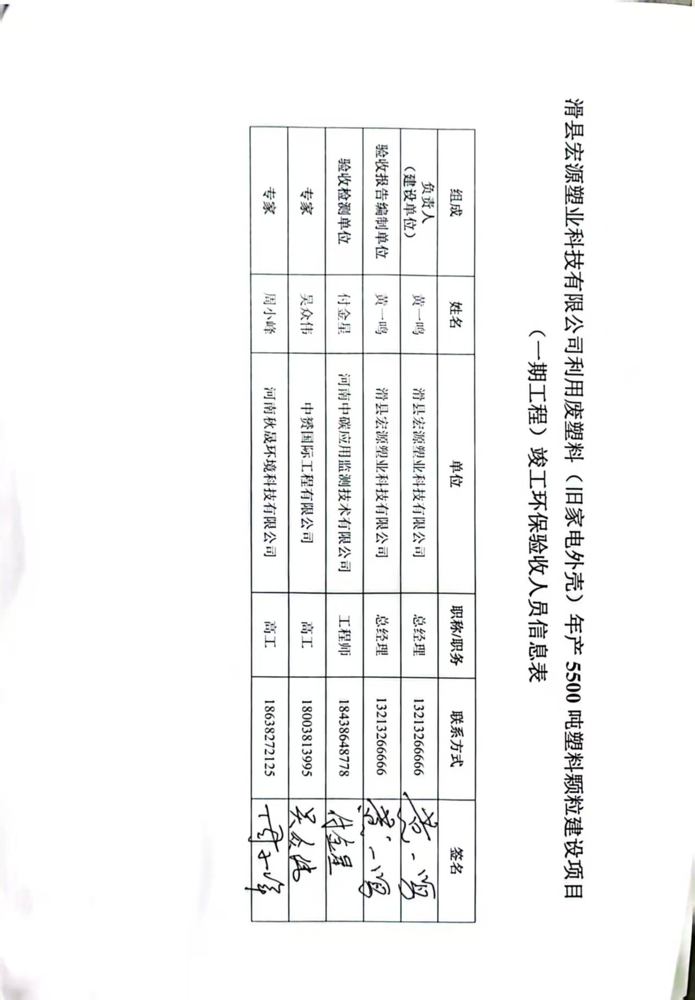 滑县宏源塑业科技有限公司利用废塑料（旧家电外壳）年产 5500 吨塑料颗粒建设项目
（一期工程）竣工环保验收人员信息表
组成 姓名 单位 职称/职务 联系方式 签名
负责人
（建设单位） 黄一鸣 滑县宏源塑业科技有限公司 总经理 13213266666 黄一鸣
验收报告编制单位 黄一鸣 滑县宏源塑业科技有限公司 总经理 13213266666 黄一鸣
验收检测单位 付金星 河南中碳应用监测技术有限公司 工程师 18438648778 付金星
专家 吴众伟 中赟国际工程有限公司 高工 18003813995 吴众伟
专家 周小峰 河南秋晟环境科技有限公司 高工 18638272125 周小峰